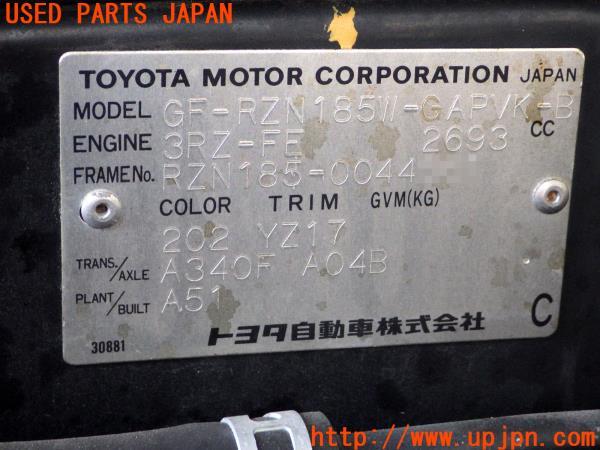 USED PARTS JAPAN
TOYOTA MOTOR CORPORATION JAPAN
MODEL GF-RZN185W-GAPVK-B
ENGINE 3RZ-FE 2693 CC
FRAME No. RZN185-0044
COLOR TRIM GVM(KG)
202 YZ17
TRANS./AXLE A340F A04B
PLANT/BUILT A51
トヨタ自動車株式会社 C
30881
(C)UPJ
http://www.upjpn.com/